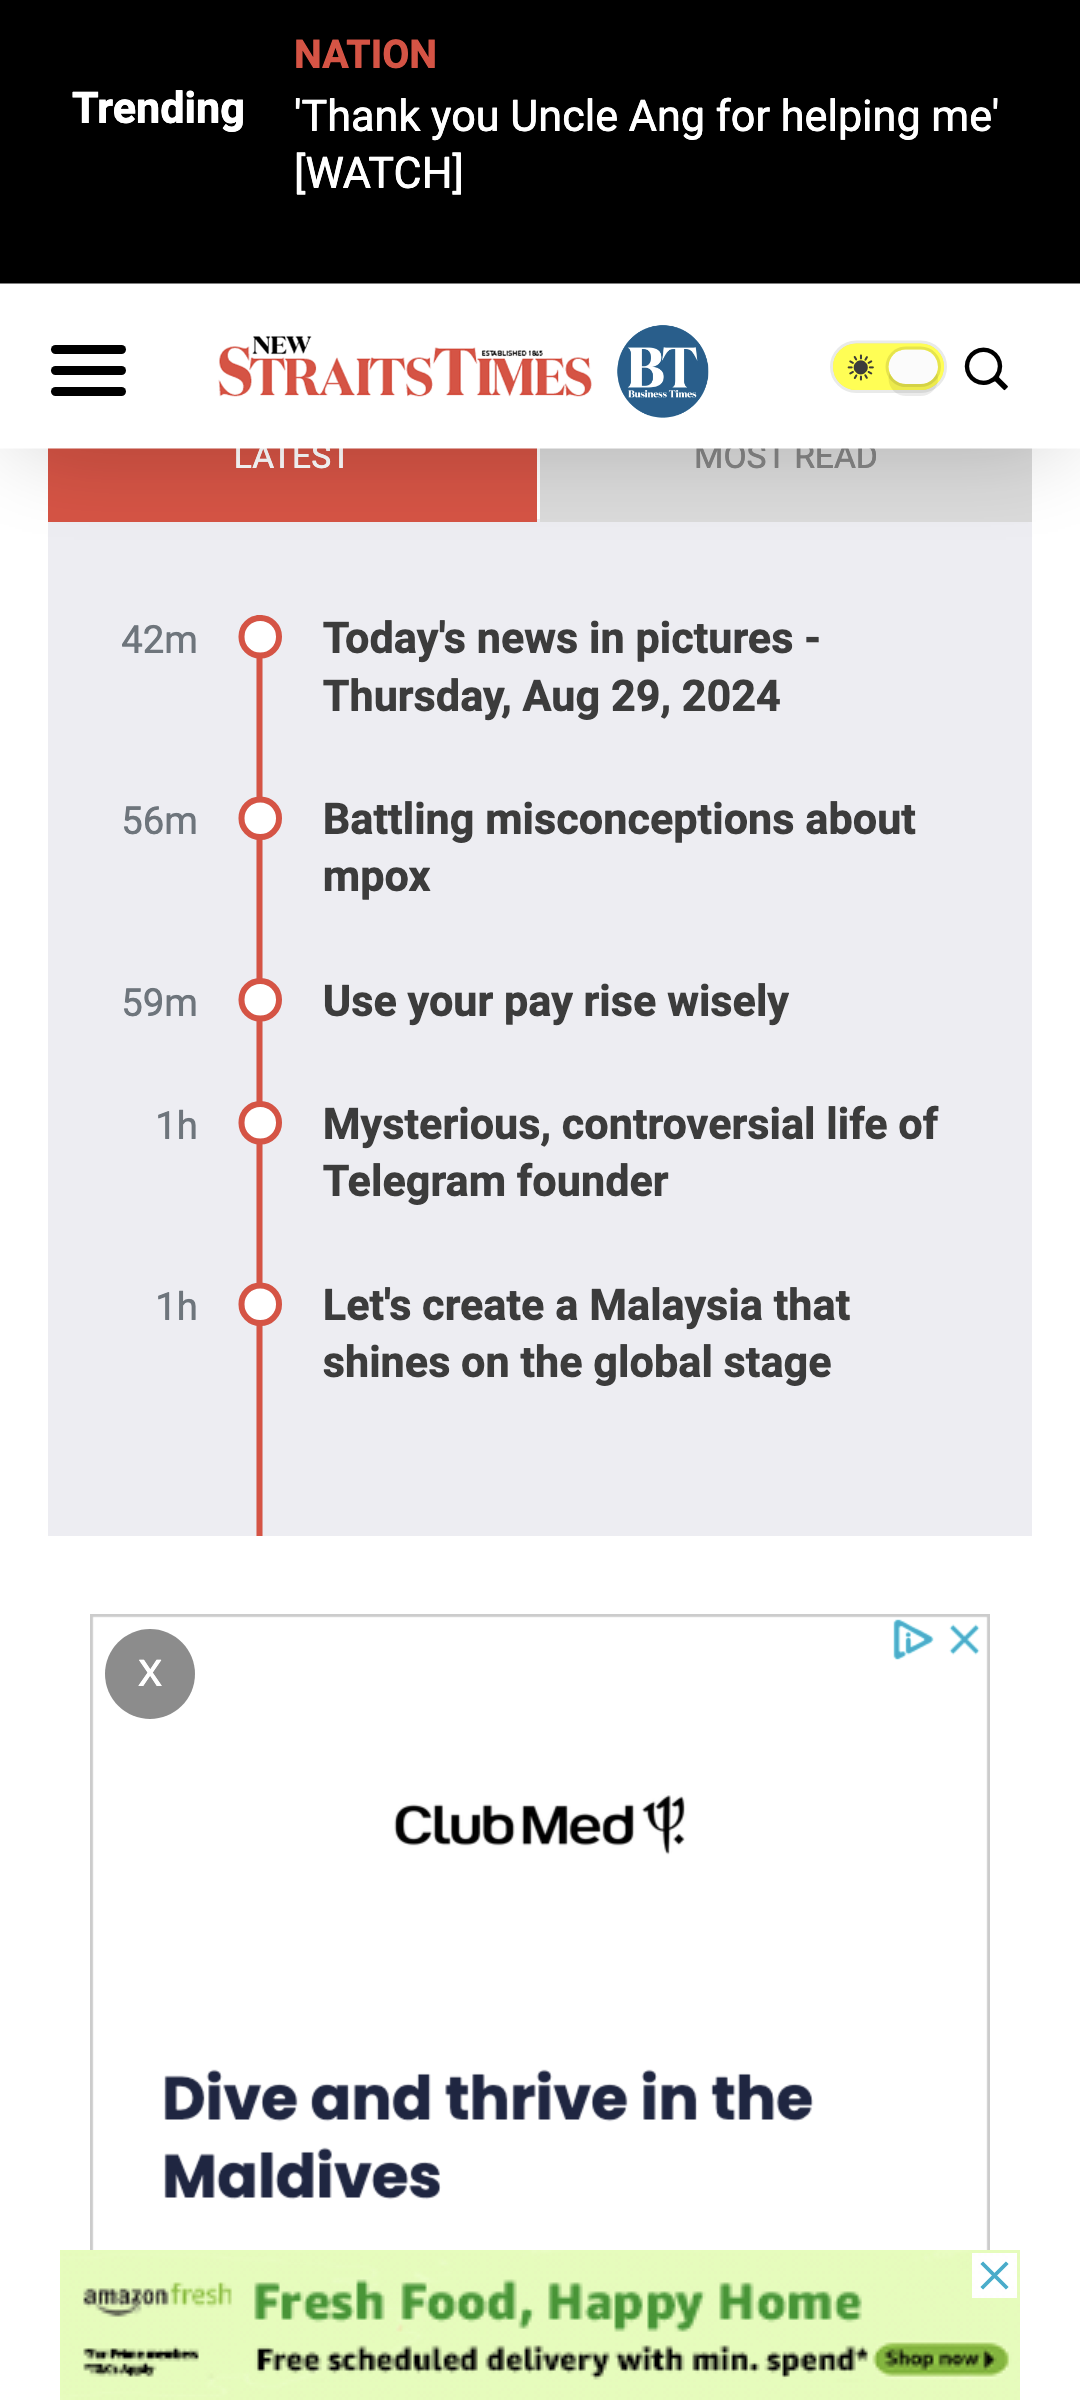 NATION
Trending
'Thank you Uncle Ang for helping me'
[WATCH]
NEW
STRAITS TIMES
ESTABLISHED 1845
BT
Business Times
LATEST
MOST READ
42m
Today's news in pictures -
Thursday, Aug 29, 2024
56m
Battling misconceptions about
mpox
59m
Use your pay rise wisely
1h
Mysterious, controversial life of
Telegram founder
1h
Let's create a Malaysia that
shines on the global stage
X
Club Med
Dive and thrive in the
Maldives
amazon fresh
Fresh Food, Happy Home
Free scheduled delivery with min. spend*
Shop now